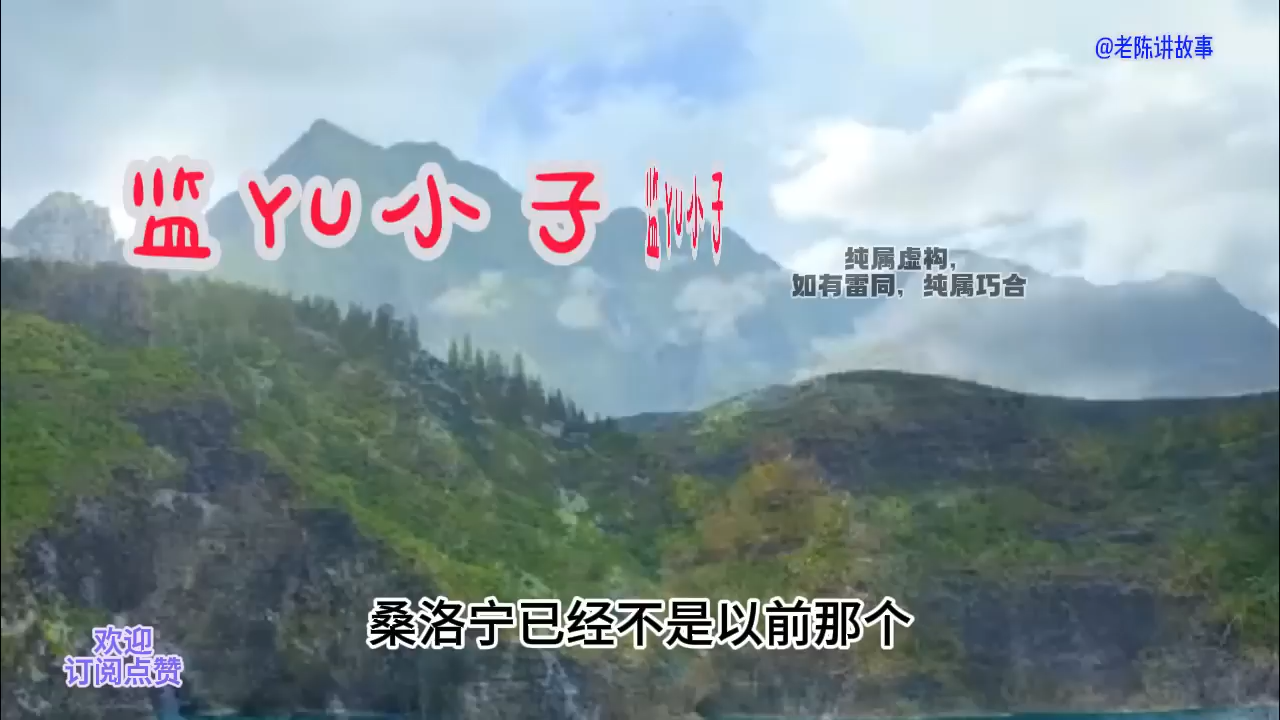 @老陈讲故事
监YU小子 监YU小子
纯属虚构，
如有雷同，纯属巧合
桑洛宁已经不是以前那个
欢迎
订阅点赞